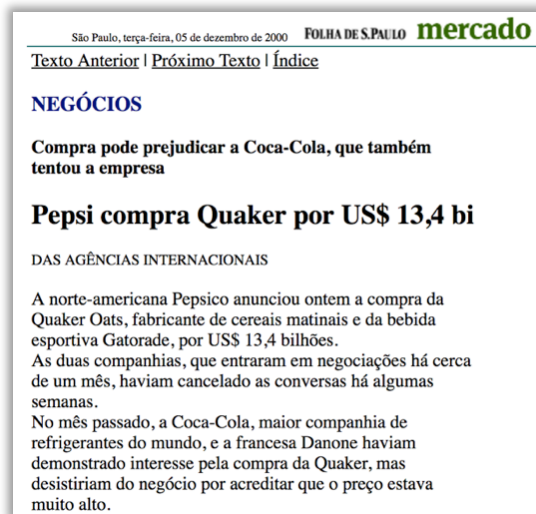 São Paulo, terça-feira, 05 de dezembro de 2000 FOLHA DE S.PAULO mercado
Texto Anterior | Próximo Texto | Índice
NEGÓCIOS
Compra pode prejudicar a Coca-Cola, que também
tentou a empresa
Pepsi compra Quaker por US$ 13,4 bi
DAS AGÊNCIAS INTERNACIONAIS
A norte-americana Pepsico anunciou ontem a compra da
Quaker Oats, fabricante de cereais matinais e da bebida
esportiva Gatorade, por US$ 13,4 bilhões.
As duas companhias, que entraram em negociações há cerca
de um mês, haviam cancelado as conversas há algumas
semanas.
No mês passado, a Coca-Cola, maior companhia de
refrigerantes do mundo, e a francesa Danone haviam
demonstrado interesse pela compra da Quaker, mas
desistiriam do negócio por acreditar que o preço estava
muito alto.